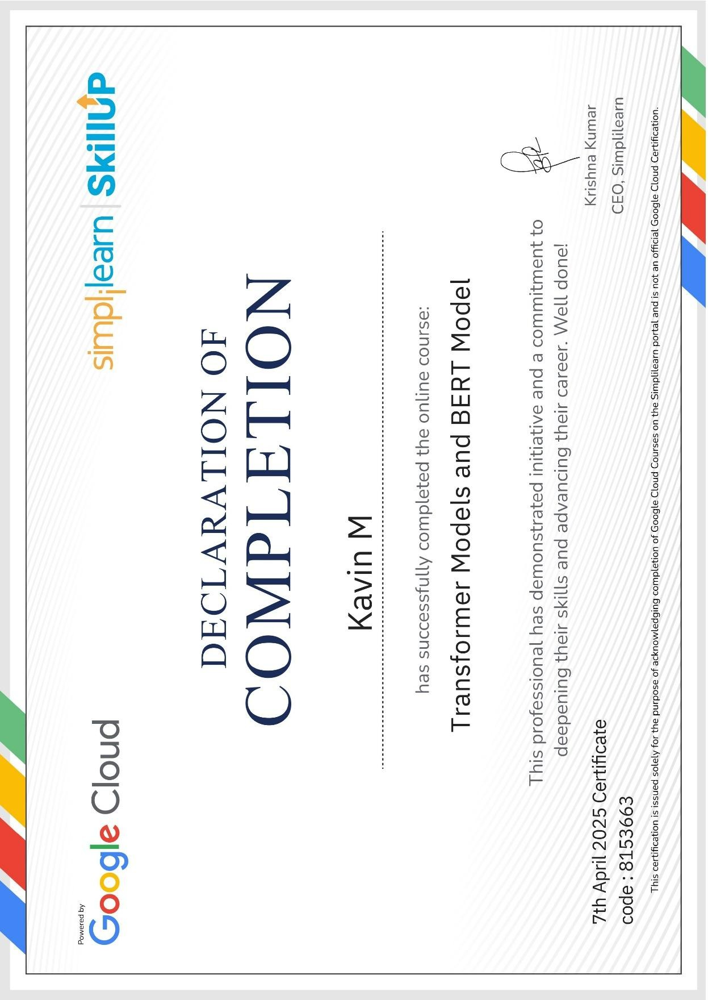 Powered by
Google Cloud
simplilearn | SkillUP
DECLARATION OF
COMPLETION
Kavin M
has successfully completed the online course:
Transformer Models and BERT Model
This professional has demonstrated initiative and a commitment to
deepening their skills and advancing their career. Well done!
7th April 2025 Certificate
code : 8153663
Krishna Kumar
CEO, Simplilearn
This certification is issued solely for the purpose of acknowledging completion of Google Cloud Courses on the Simplilearn portal and is not an official Google Cloud Certification.